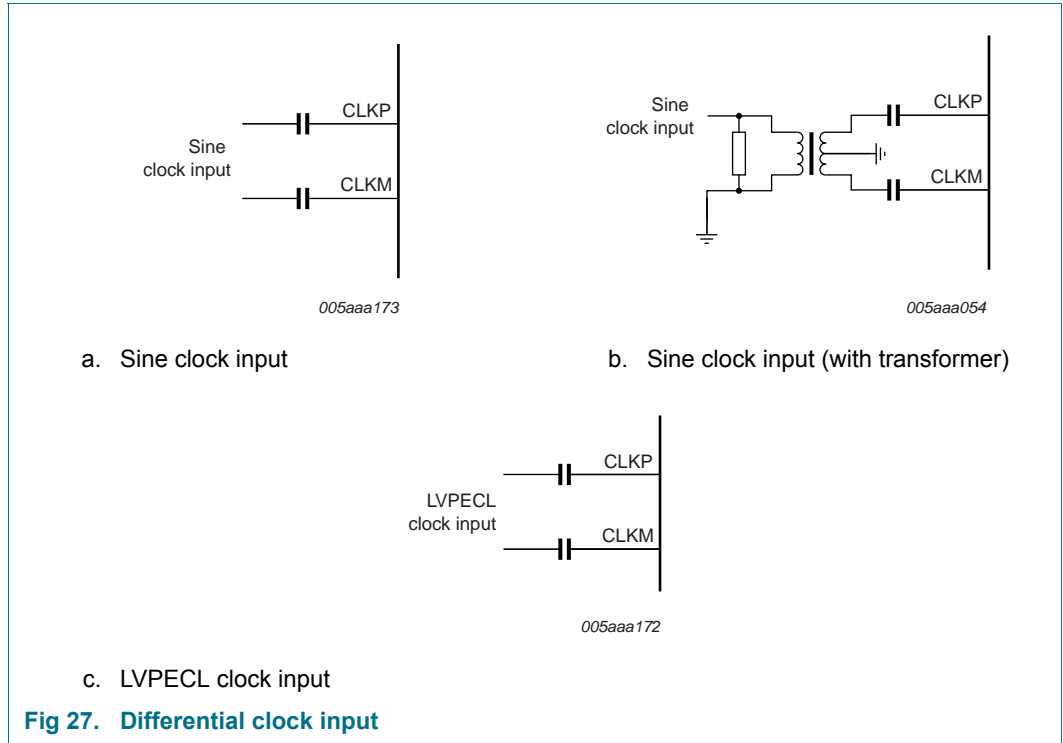 CLKP
Sine
clock input
CLKM
005aaa173
a. Sine clock input
Sine
clock input
CLKP
CLKM
005aaa054
b. Sine clock input (with transformer)
CLKP
LVPECL
clock input
CLKM
005aaa172
c. LVPECL clock input
Fig 27. Differential clock input